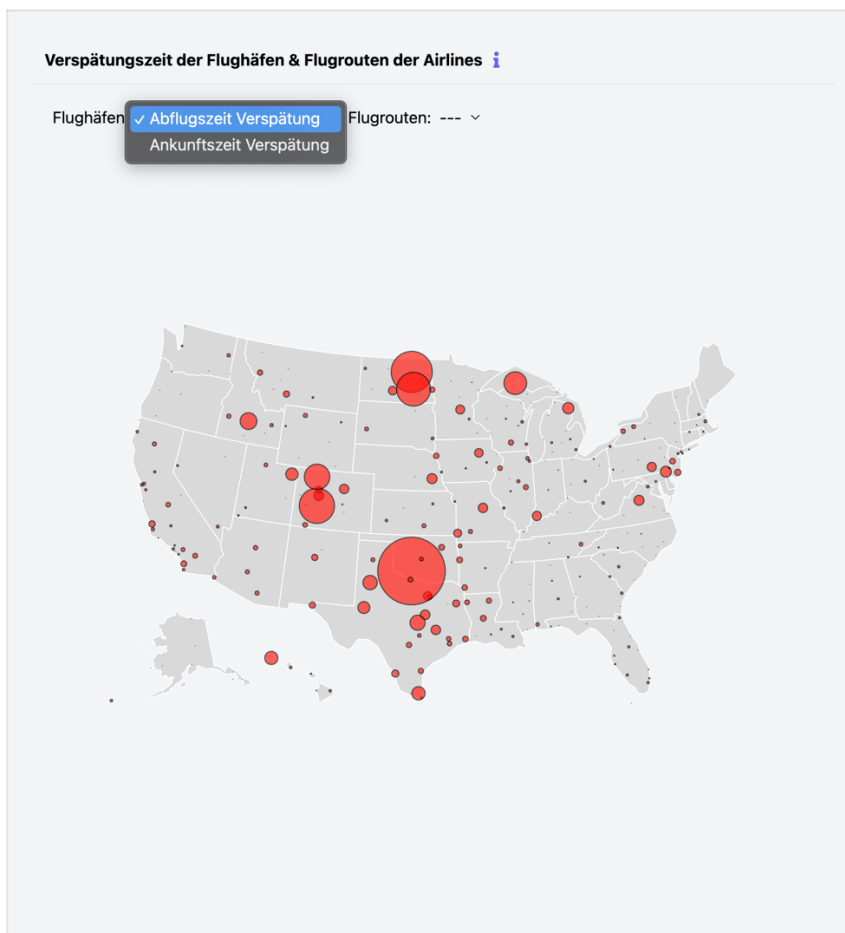 Verspätungszeit der Flughäfen & Flugrouten der Airlines i
Flughäfen ✓ Abflugszeit Verspätung Flugrouten: ---
Ankunftszeit Verspätung